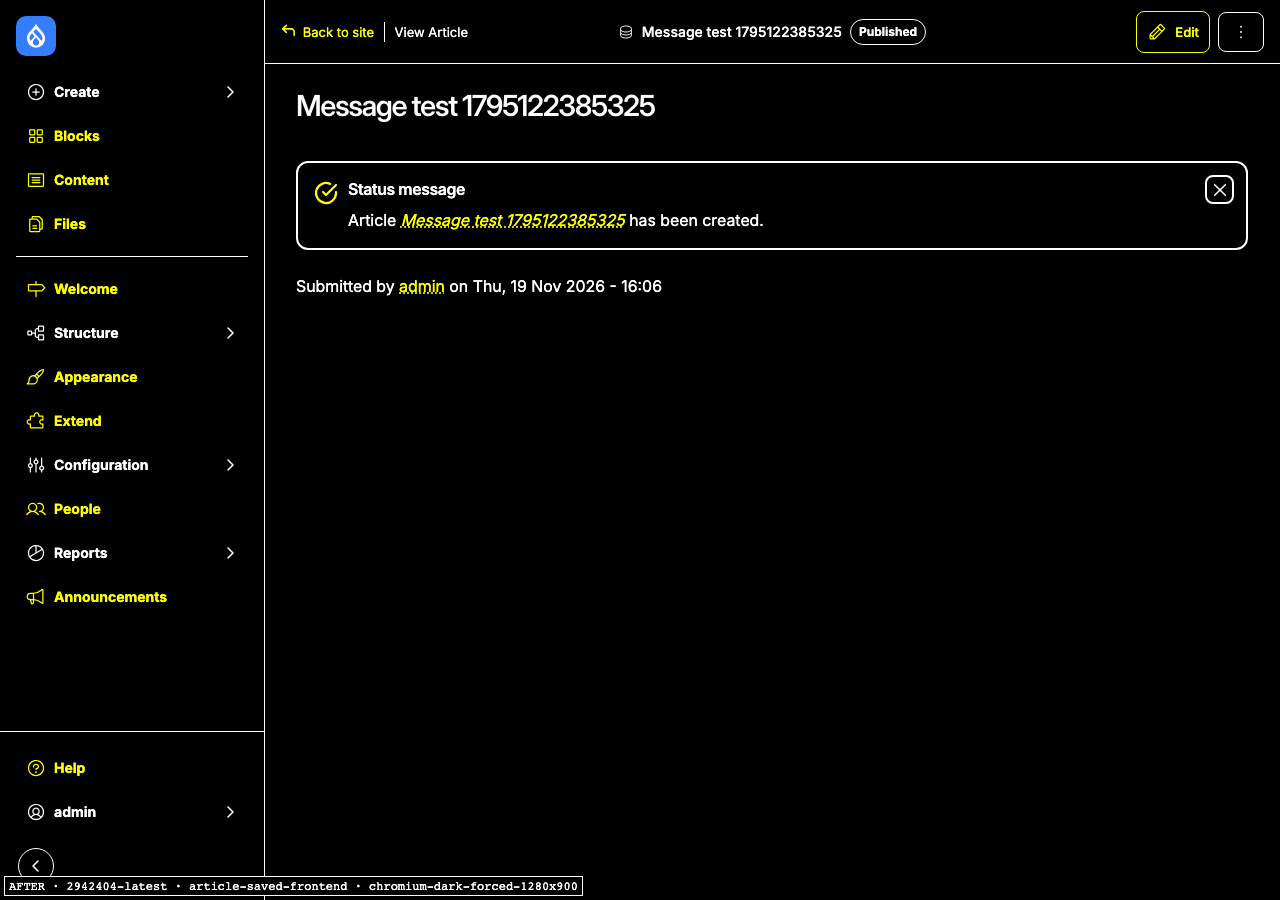 Back to site
View Article
Message test 1795122385325
Published
Edit
Create
Blocks
Content
Files
Welcome
Structure
Appearance
Extend
Configuration
People
Reports
Announcements
Help
admin
Message test 1795122385325
Status message
Article Message test 1795122385325 has been created.
Submitted by admin on Thu, 19 Nov 2026 - 16:06
AFTER · 2942404-latest · article-saved-frontend · chromium-dark-forced-1280x900